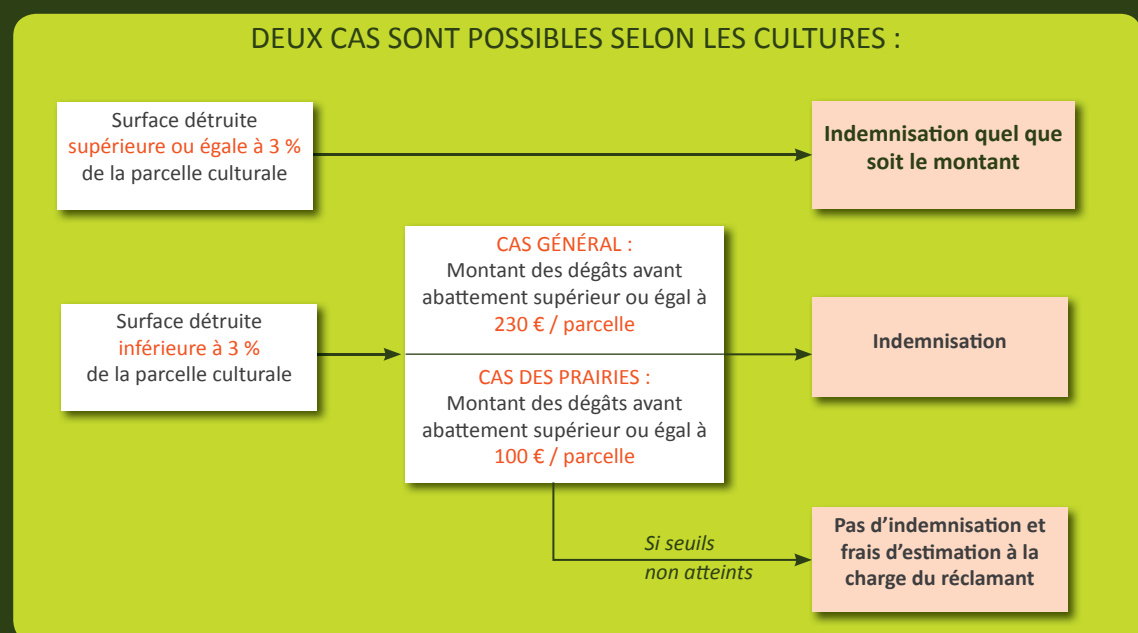 DEUX CAS SONT POSSIBLES SELON LES CULTURES :
Surface détruite
supérieure ou égale à 3 %
de la parcelle culturale
Indemnisation quel que
soit le montant
Surface détruite
inférieure à 3 %
de la parcelle culturale
CAS GÉNÉRAL :
Montant des dégâts avant
abattement supérieur ou égal à
230 € / parcelle
CAS DES PRAIRIES :
Montant des dégâts avant
abattement supérieur ou égal à
100 € / parcelle
Indemnisation
Si seuils
non atteints
Pas d'indemnisation et
frais d'estimation à la
charge du réclamant